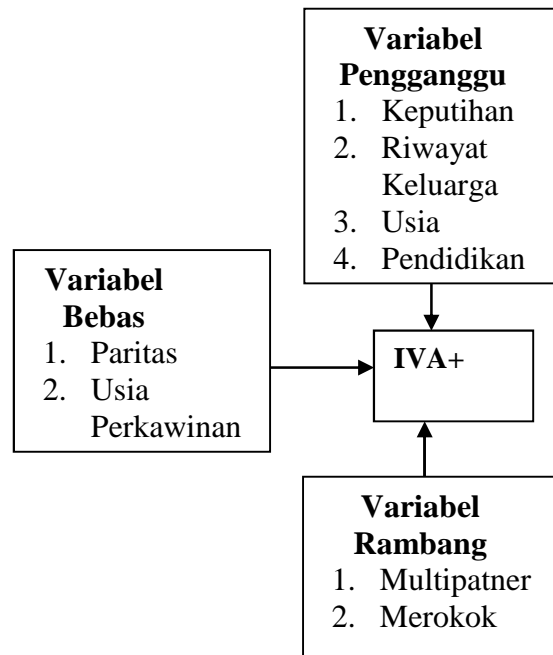 Variabel
Pengganggu
1. Keputihan
2. Riwayat
Keluarga
3. Usia
4. Pendidikan
Variabel
Bebas
1. Paritas
2. Usia
Perkawinan
IVA+
Variabel
Rambang
1. Multipatner
2. Merokok